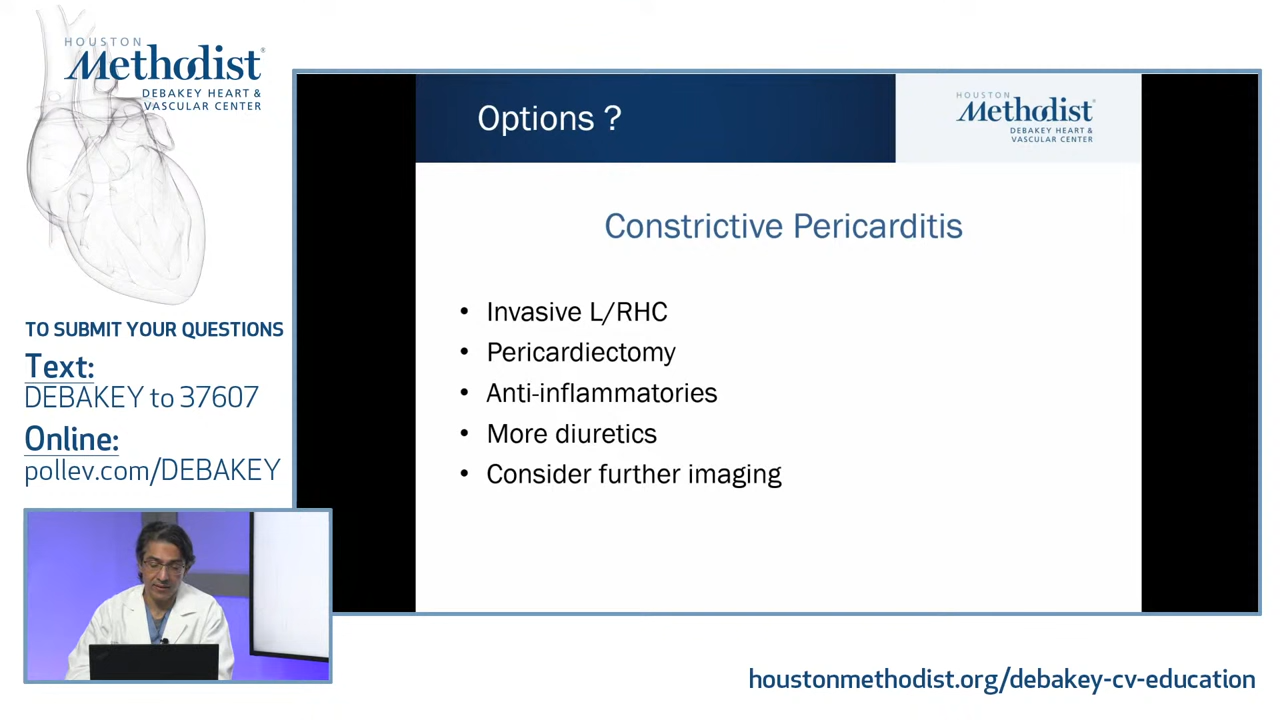 HOUSTON
Methodist®
DEBAKEY HEART &
VASCULAR CENTER
TO SUBMIT YOUR QUESTIONS
Text:
DEBAKEY to 37607
Online:
pollev.com/DEBAKEY
Options ?
HOUSTON
Methodist®
DEBAKEY HEART &
VASCULAR CENTER
Constrictive Pericarditis
• Invasive L/RHC
• Pericardiectomy
• Anti-inflammatories
• More diuretics
• Consider further imaging
houstonmethodist.org/debakey-cv-education